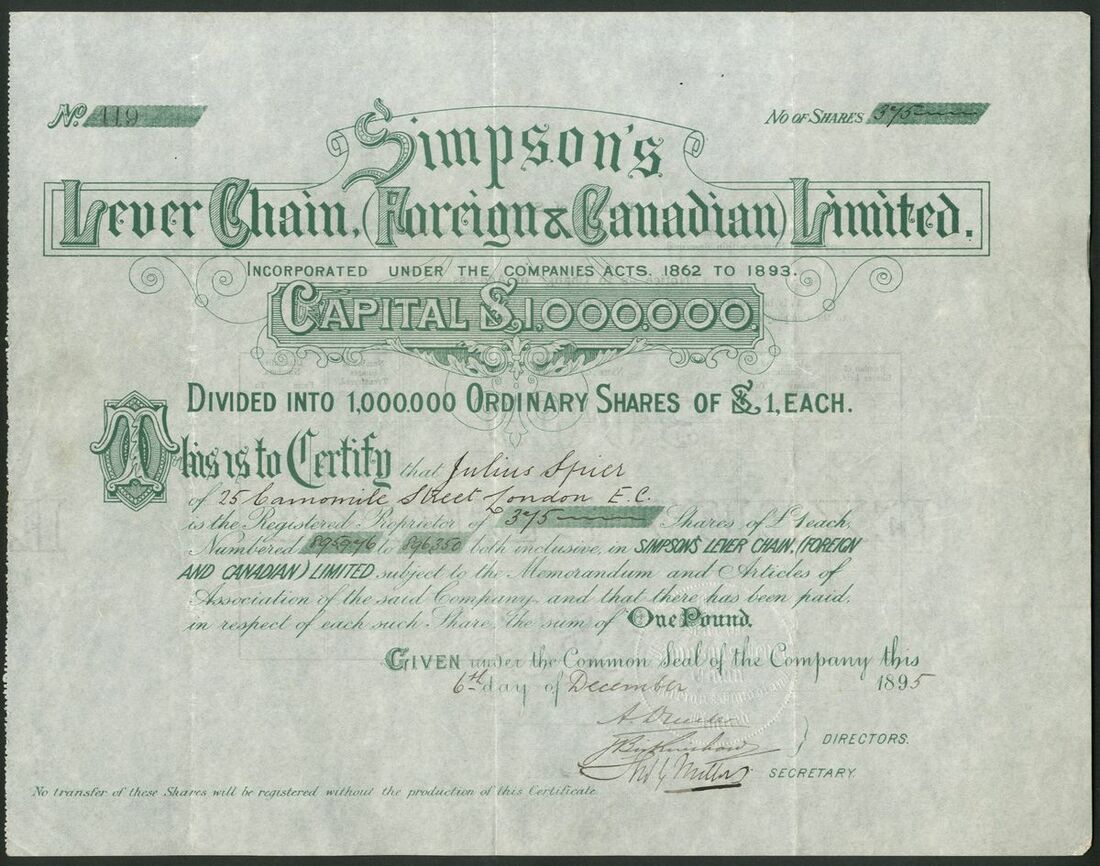 No. 119
No of Shares 375
Simpson's
Lever Chain, (Foreign & Canadian) Limited.
Incorporated under the Companies Acts. 1862 to 1893.
Capital £1,000.000.
Divided into 1,000.000 Ordinary Shares of £1, each.
This is to Certify that Julius Spier
of 25 Camomile Street London E.C.
is the Registered Proprietor of 375 Shares of £1 each,
Numbered 895976 to 896350 both inclusive, in SIMPSON'S LEVER CHAIN, (FOREIGN
AND CANADIAN) LIMITED subject to the Memorandum and Articles of
Association of the said Company, and that there has been paid,
in respect of each such Share, the sum of One Pound.
Given under the Common Seal of the Company this
6th day of December 1895
DIRECTORS.
SECRETARY.
No transfer of these Shares will be registered without the production of this Certificate.